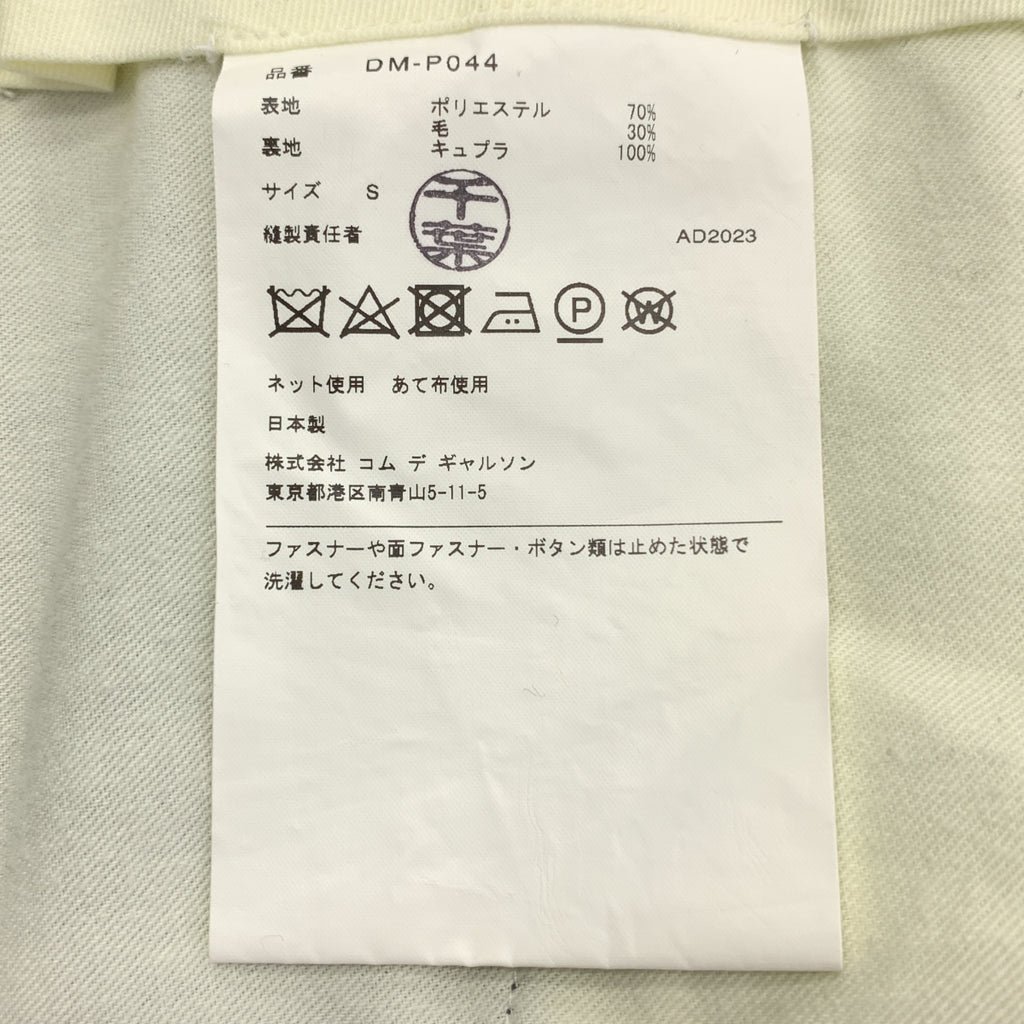 品番 DM-P044
表地 ポリエステル 70%
毛 30%
裏地 キュプラ 100%
サイズ S
縫製責任者 千葉 AD2023
P W
ネット使用 あて布使用
日本製
株式会社 コム デ ギャルソン
東京都港区南青山5-11-5
ファスナーや面ファスナー・ボタン類は止めた状態で
洗濯してください。